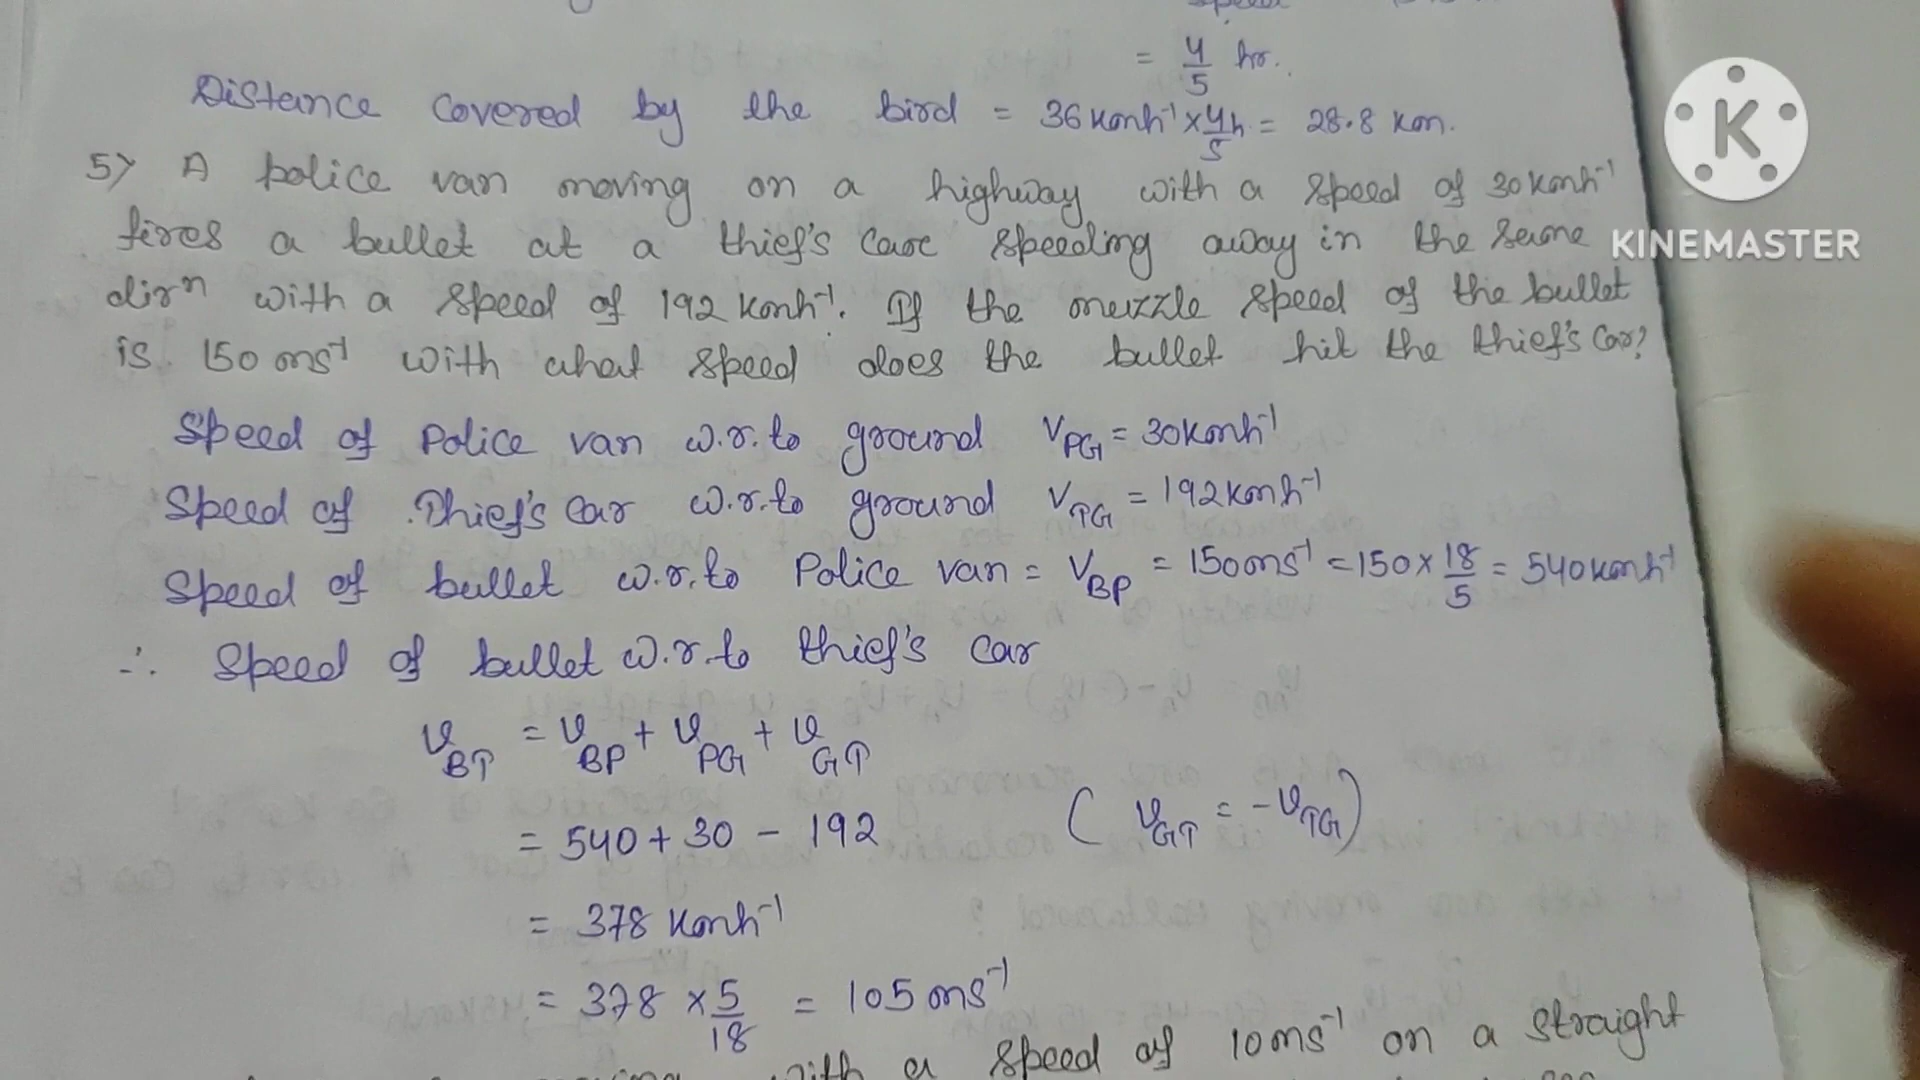 = 4/5 hr.
Distance covered by the bird = 36 kmh⁻¹ × 4/5 h = 28.8 km.
5) A police van moving on a highway with a speed of 30 kmh⁻¹
fires a bullet at a thief's car speeding away in the same
dirⁿ with a speed of 192 kmh⁻¹. If the muzzle speed of the bullet
is 150 ms⁻¹ with what speed does the bullet hit the thief's car?
Speed of Police van w.r.to ground V_PG = 30 kmh⁻¹
Speed of Thief's car w.r.to ground V_TG = 192 kmh⁻¹
Speed of bullet w.r.to Police van = V_BP = 150 ms⁻¹ = 150 × 18/5 = 540 kmh⁻¹
∴ Speed of bullet w.r.to thief's car
v_BT = v_BP + v_PG + v_GT
= 540 + 30 - 192 ( v_GT = -v_TG )
= 378 kmh⁻¹
= 378 × 5/18 = 105 ms⁻¹
with a speed of 10 ms⁻¹ on a straight
K
KINEMASTER